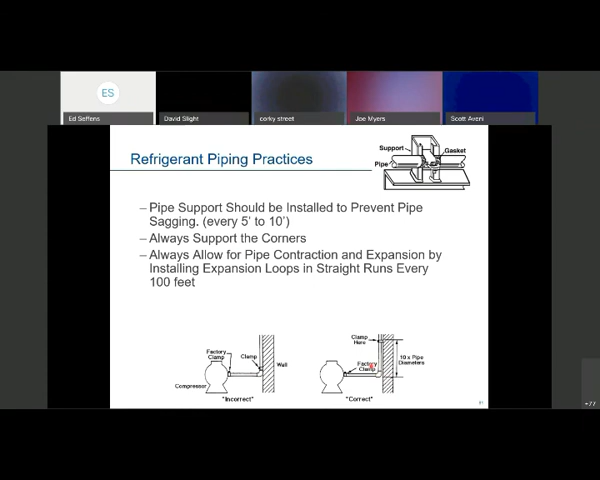 ES
Ed Seffens
David Slight
corky street
Joe Myers
Scott Aveni
Refrigerant Piping Practices
Support
Gasket
Pipe
– Pipe Support Should be Installed to Prevent Pipe
Sagging. (every 5' to 10')
– Always Support the Corners
– Always Allow for Pipe Contraction and Expansion by
Installing Expansion Loops in Straight Runs Every
100 feet
Factory
Clamp
Clamp
Wall
Compressor
"Incorrect"
Clamp
Here
Factory
Clamp
10 x Pipe
Diameters
"Correct"
+77